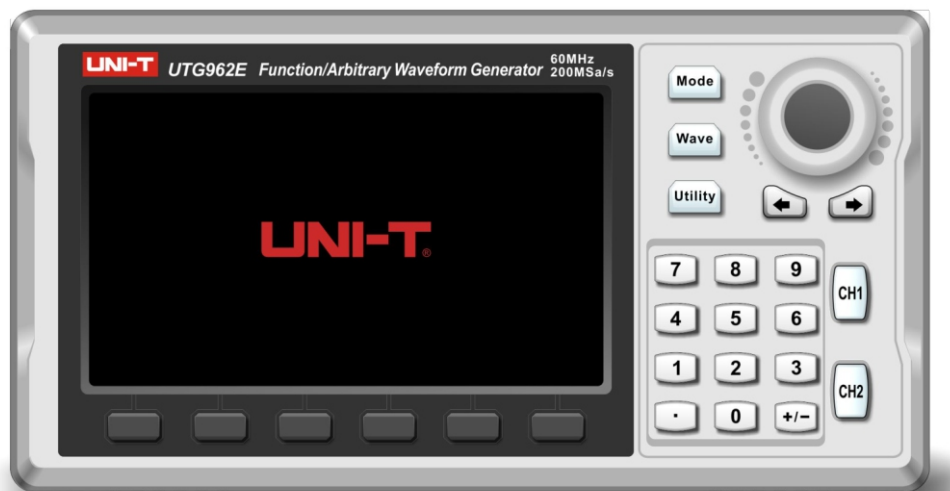 UNI-T UTG962E Function/Arbitrary Waveform Generator 60MHz
200MSa/s
UNI-T®
Mode
Wave
Utility
7 8 9
4 5 6
1 2 3
. 0 +/−
CH1
CH2